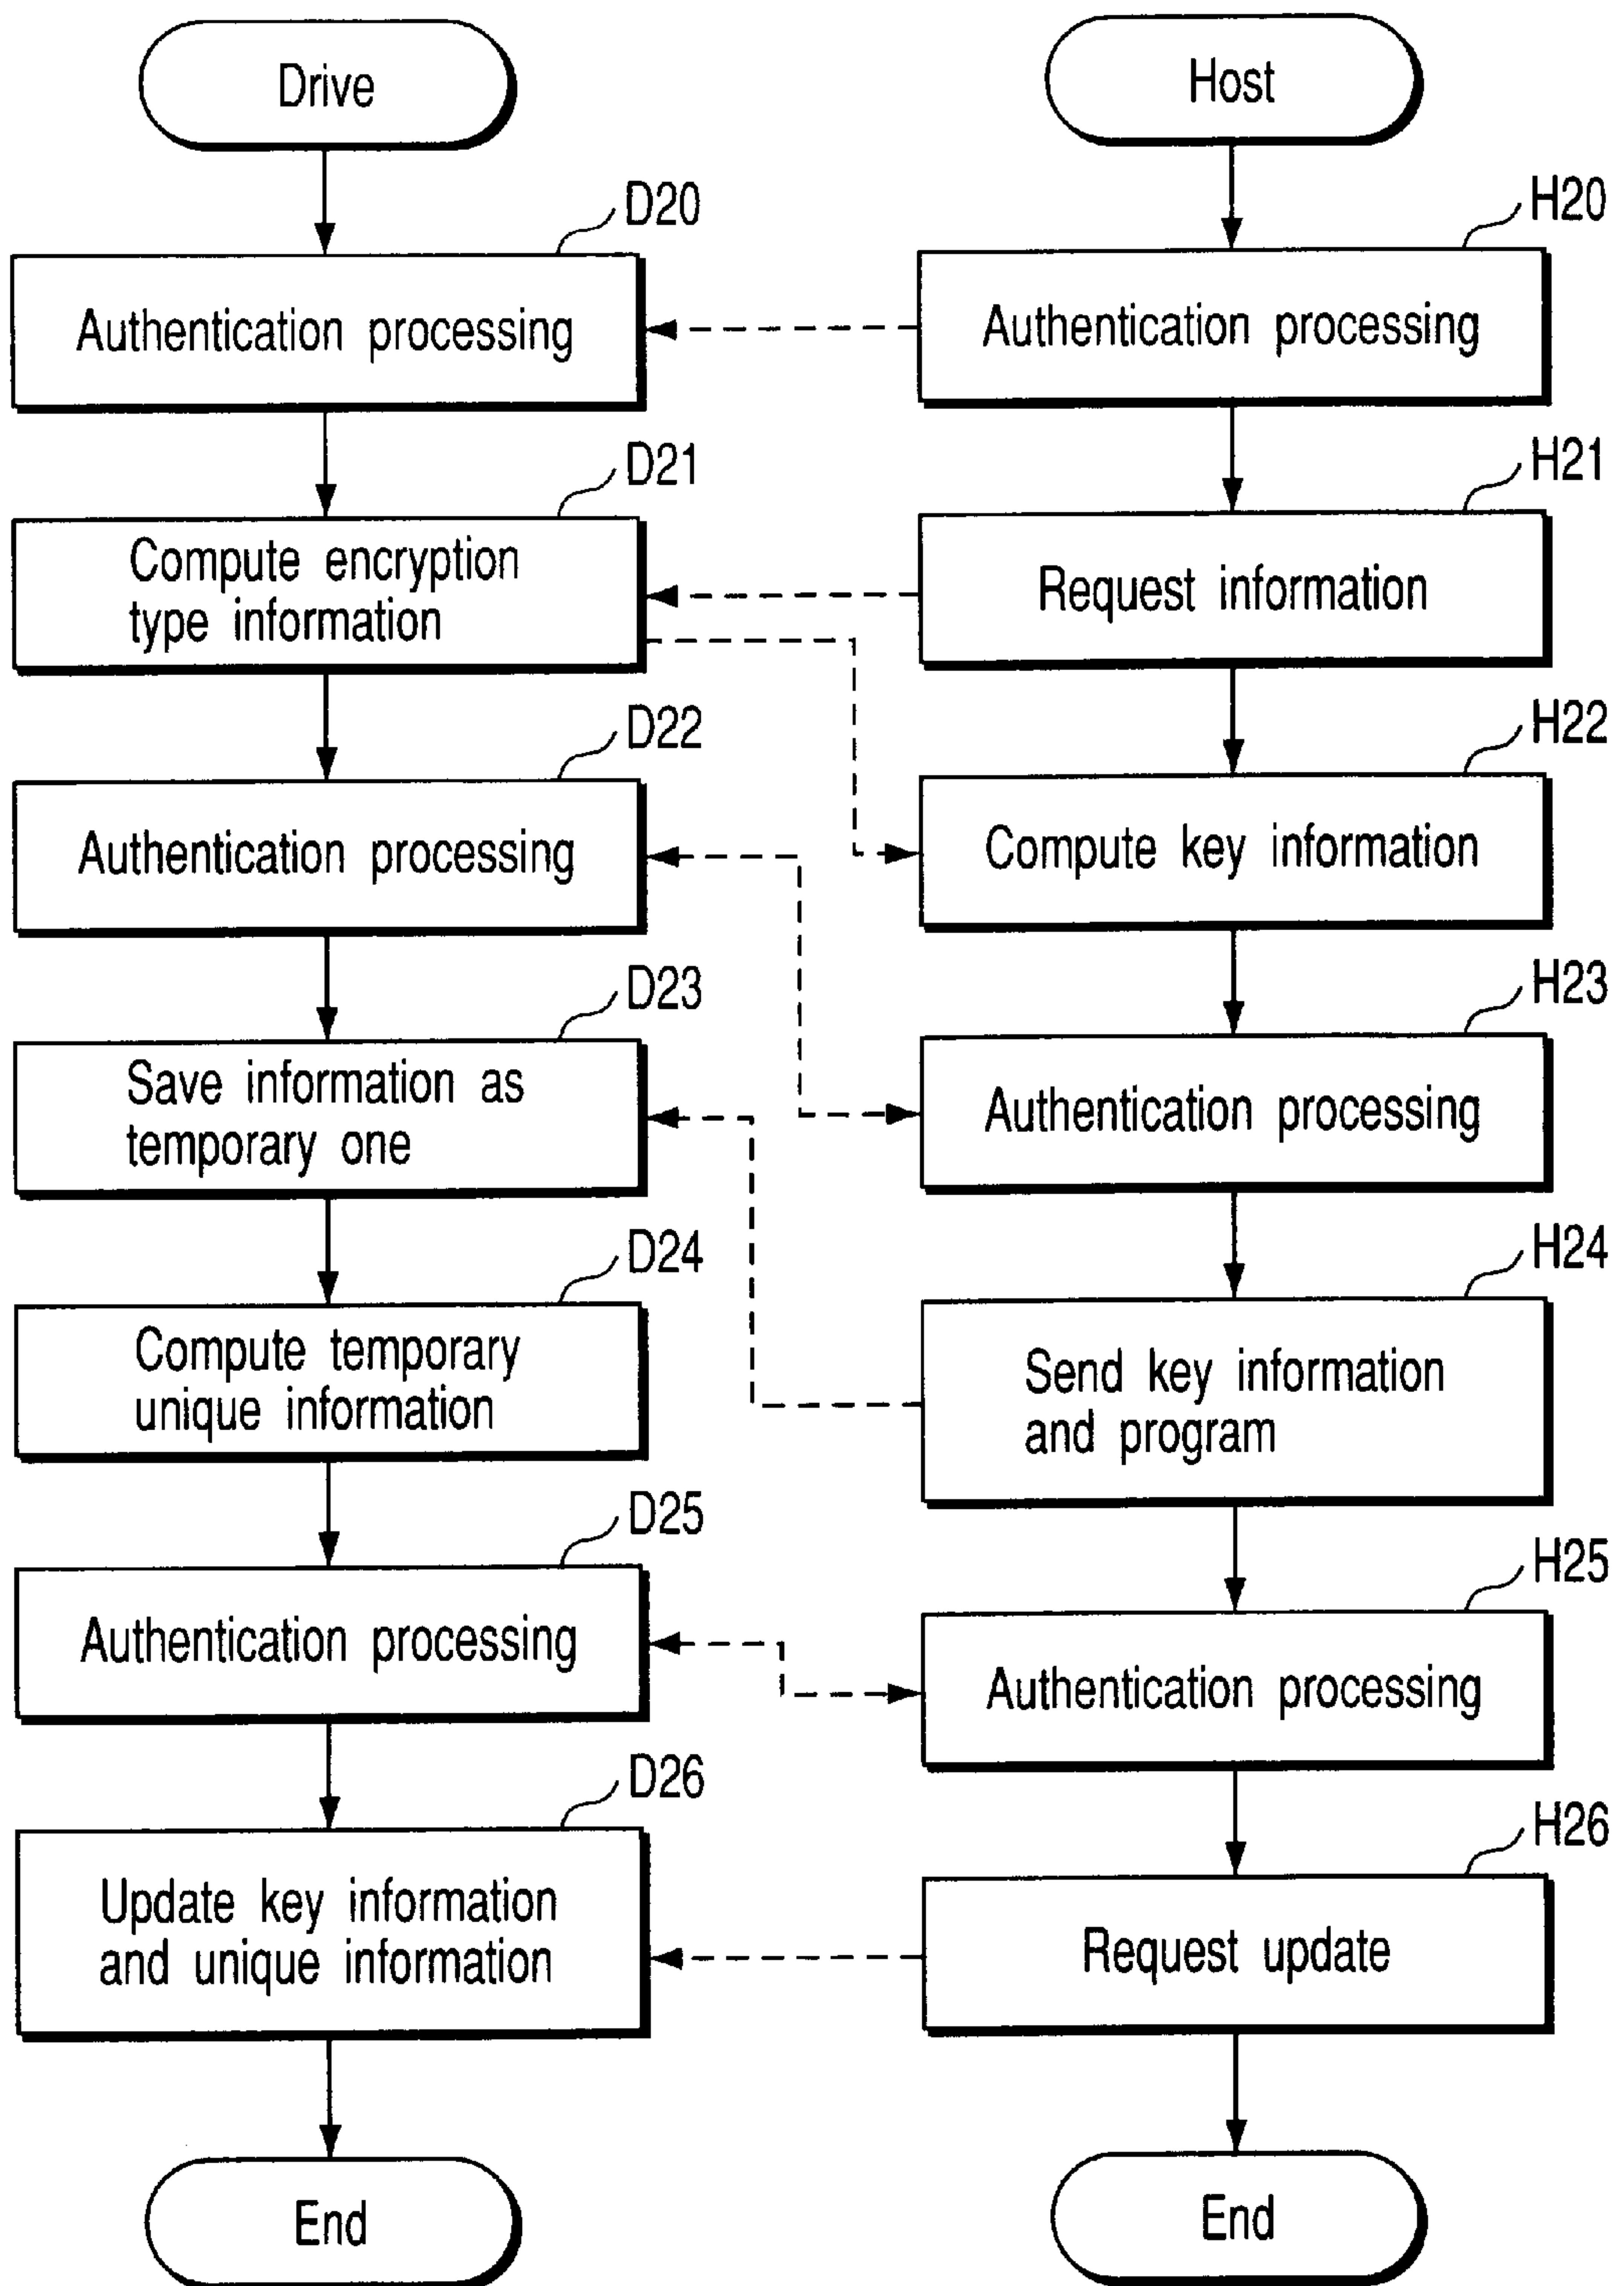 Drive
Host
D20
H20
Authentication processing
Authentication processing
D21
H21
Compute encryption
type information
Request information
D22
H22
Authentication processing
Compute key information
D23
H23
Save information as
temporary one
Authentication processing
D24
H24
Compute temporary
unique information
Send key information
and program
D25
H25
Authentication processing
Authentication processing
D26
H26
Update key information
and unique information
Request update
End
End